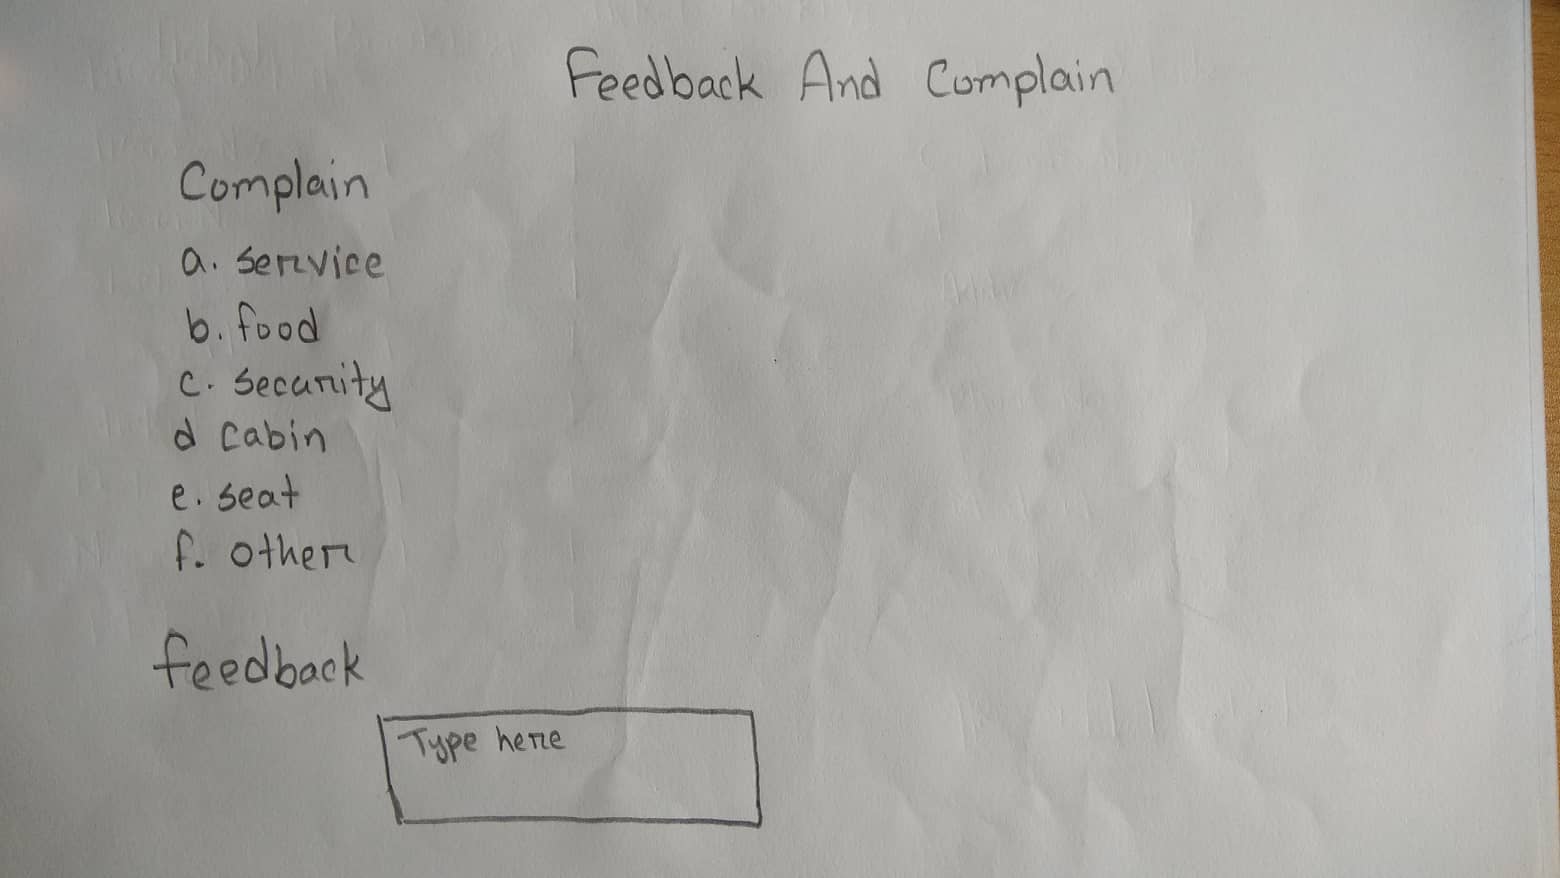 Feedback And Complain
Complain
a. service
b. food
c. security
d cabin
e. seat
f. other
feedback
Type here